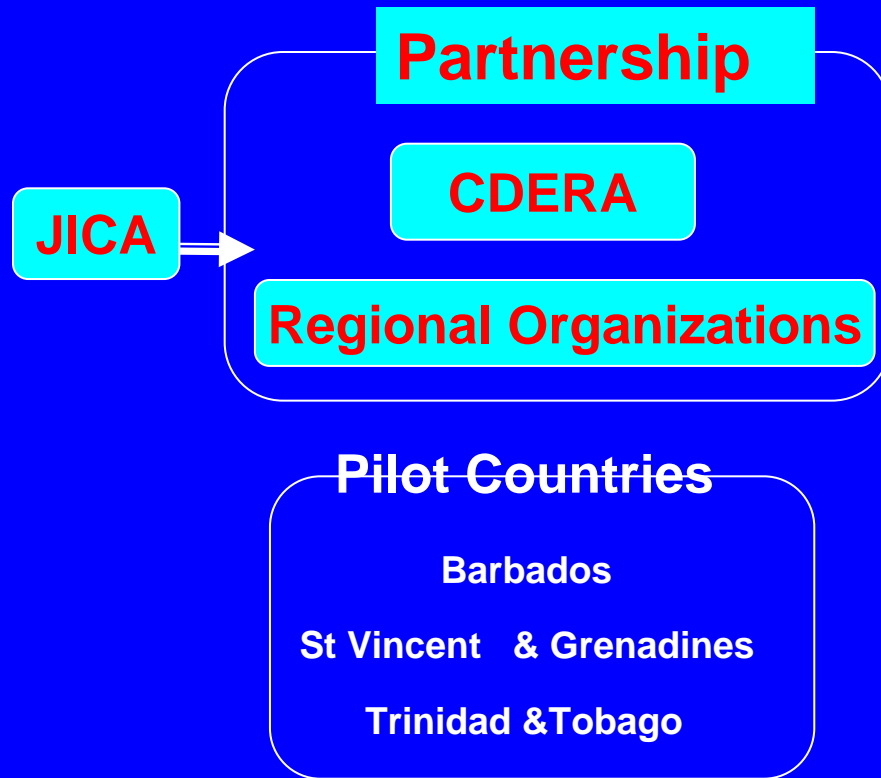 Partnership
CDERA
JICA
Regional Organizations
Pilot Countries
Barbados
St Vincent & Grenadines
Trinidad &Tobago